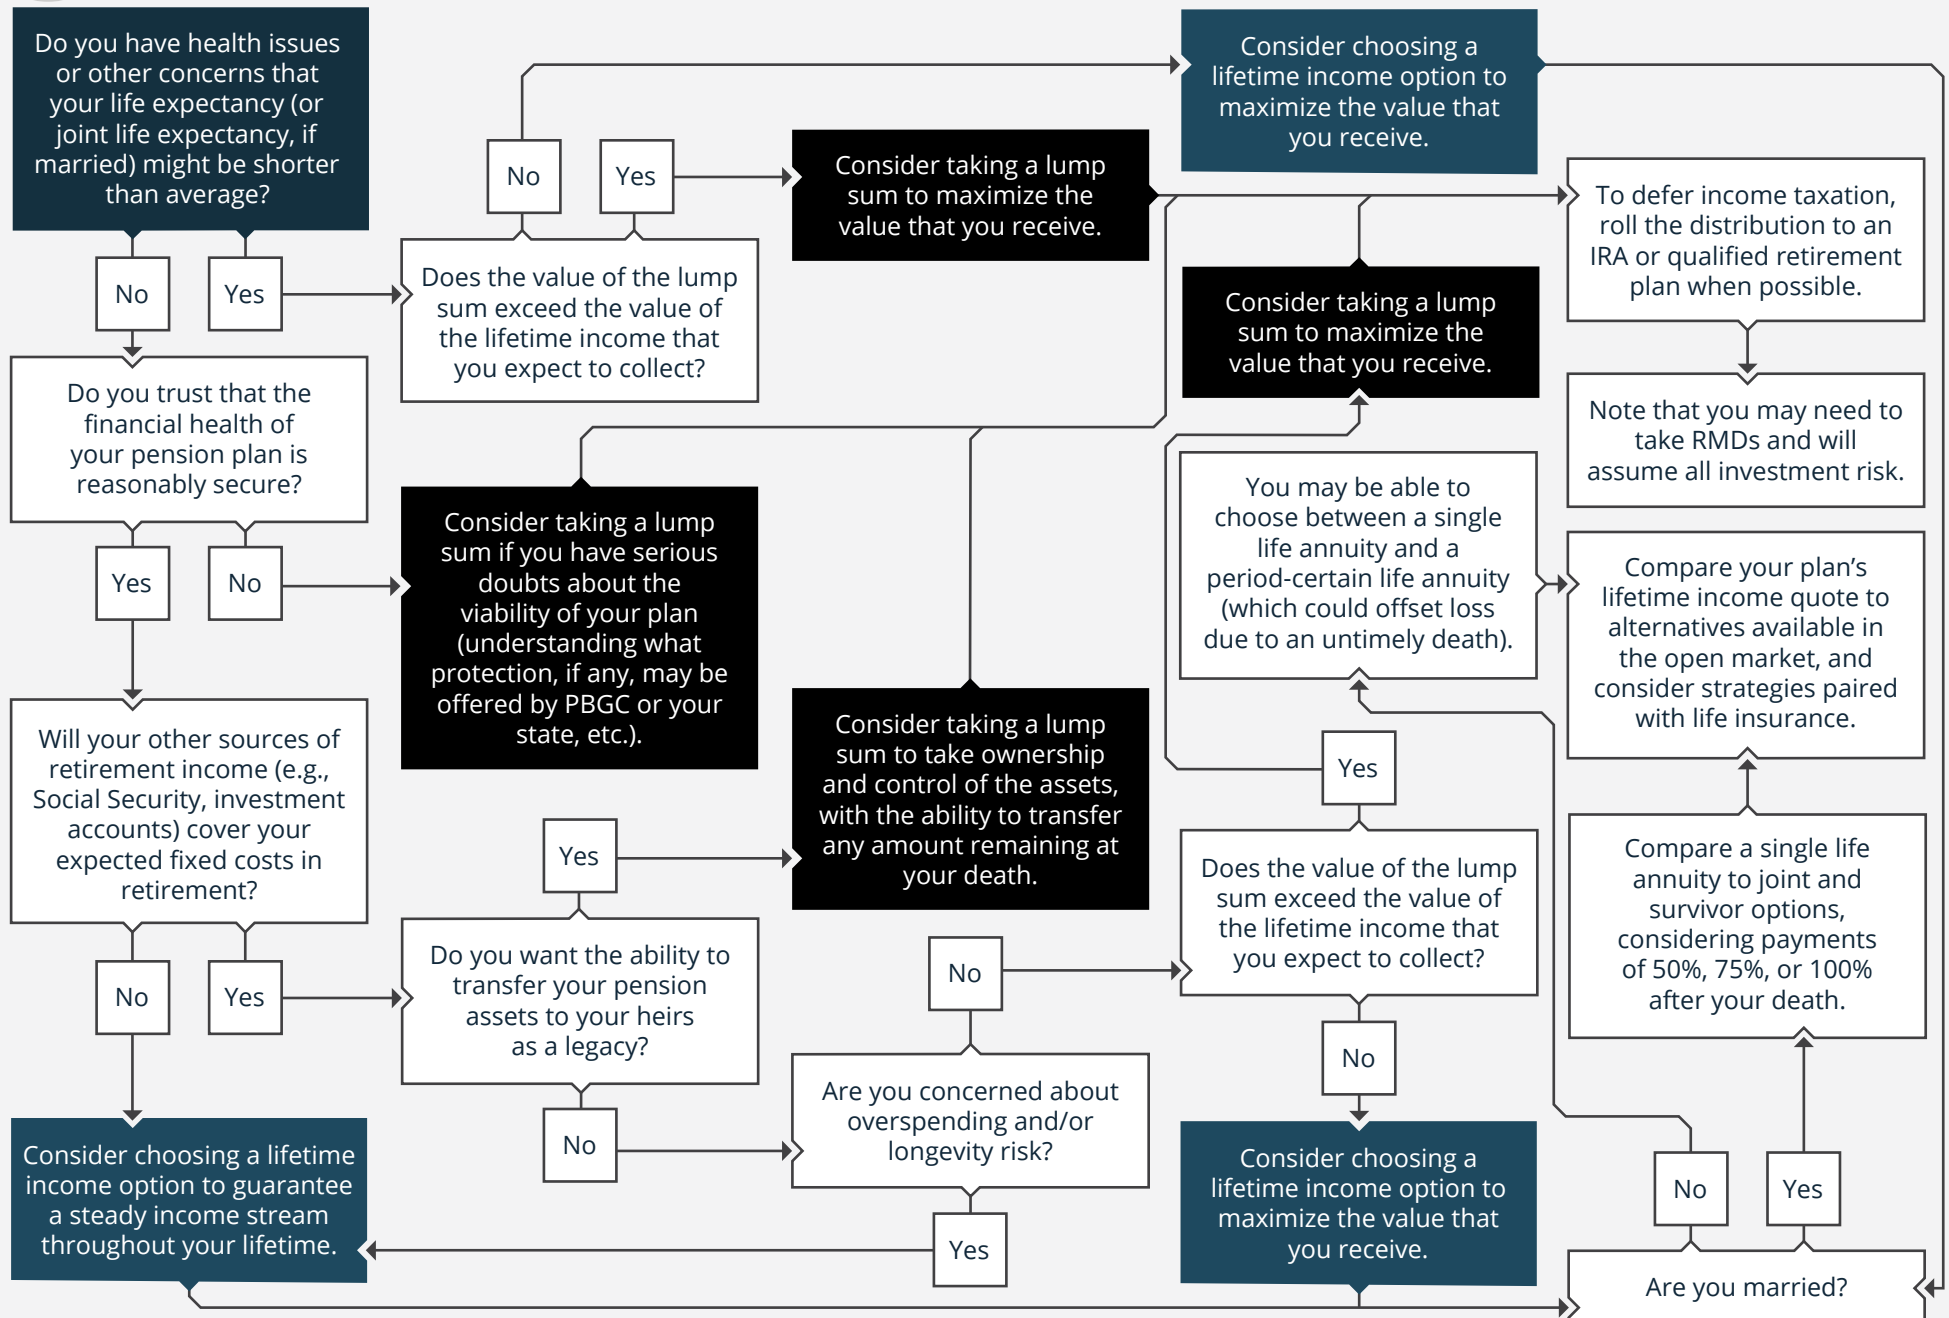 Do you have health issues
or other concerns that
your life expectancy (or
joint life expectancy, if
married) might be shorter
than average?
No
Yes
Does the value of the lump
sum exceed the value of
the lifetime income that
you expect to collect?
No
Yes
Consider taking a lump
sum to maximize the
value that you receive.
Consider choosing a
lifetime income option to
maximize the value that
you receive.
To defer income taxation,
roll the distribution to an
IRA or qualified retirement
plan when possible.
Note that you may need to
take RMDs and will
assume all investment risk.
Do you trust that the
financial health of
your pension plan is
reasonably secure?
Yes
No
Consider taking a lump
sum if you have serious
doubts about the
viability of your plan
(understanding what
protection, if any, may be
offered by PBGC or your
state, etc.).
Will your other sources of
retirement income (e.g.,
Social Security, investment
accounts) cover your
expected fixed costs in
retirement?
No
Yes
Do you want the ability to
transfer your pension
assets to your heirs
as a legacy?
Yes
Consider taking a lump
sum to take ownership
and control of the assets,
with the ability to transfer
any amount remaining at
your death.
No
Are you concerned about
overspending and/or
longevity risk?
No
Yes
Consider choosing a lifetime
income option to guarantee
a steady income stream
throughout your lifetime.
Does the value of the lump
sum exceed the value of
the lifetime income that
you expect to collect?
Yes
Consider taking a lump
sum to maximize the
value that you receive.
No
Consider choosing a
lifetime income option to
maximize the value that
you receive.
Are you married?
No
Yes
You may be able to
choose between a single
life annuity and a
period-certain life annuity
(which could offset loss
due to an untimely death).
Compare a single life
annuity to joint and
survivor options,
considering payments
of 50%, 75%, or 100%
after your death.
Compare your plan’s
lifetime income quote to
alternatives available in
the open market, and
consider strategies paired
with life insurance.